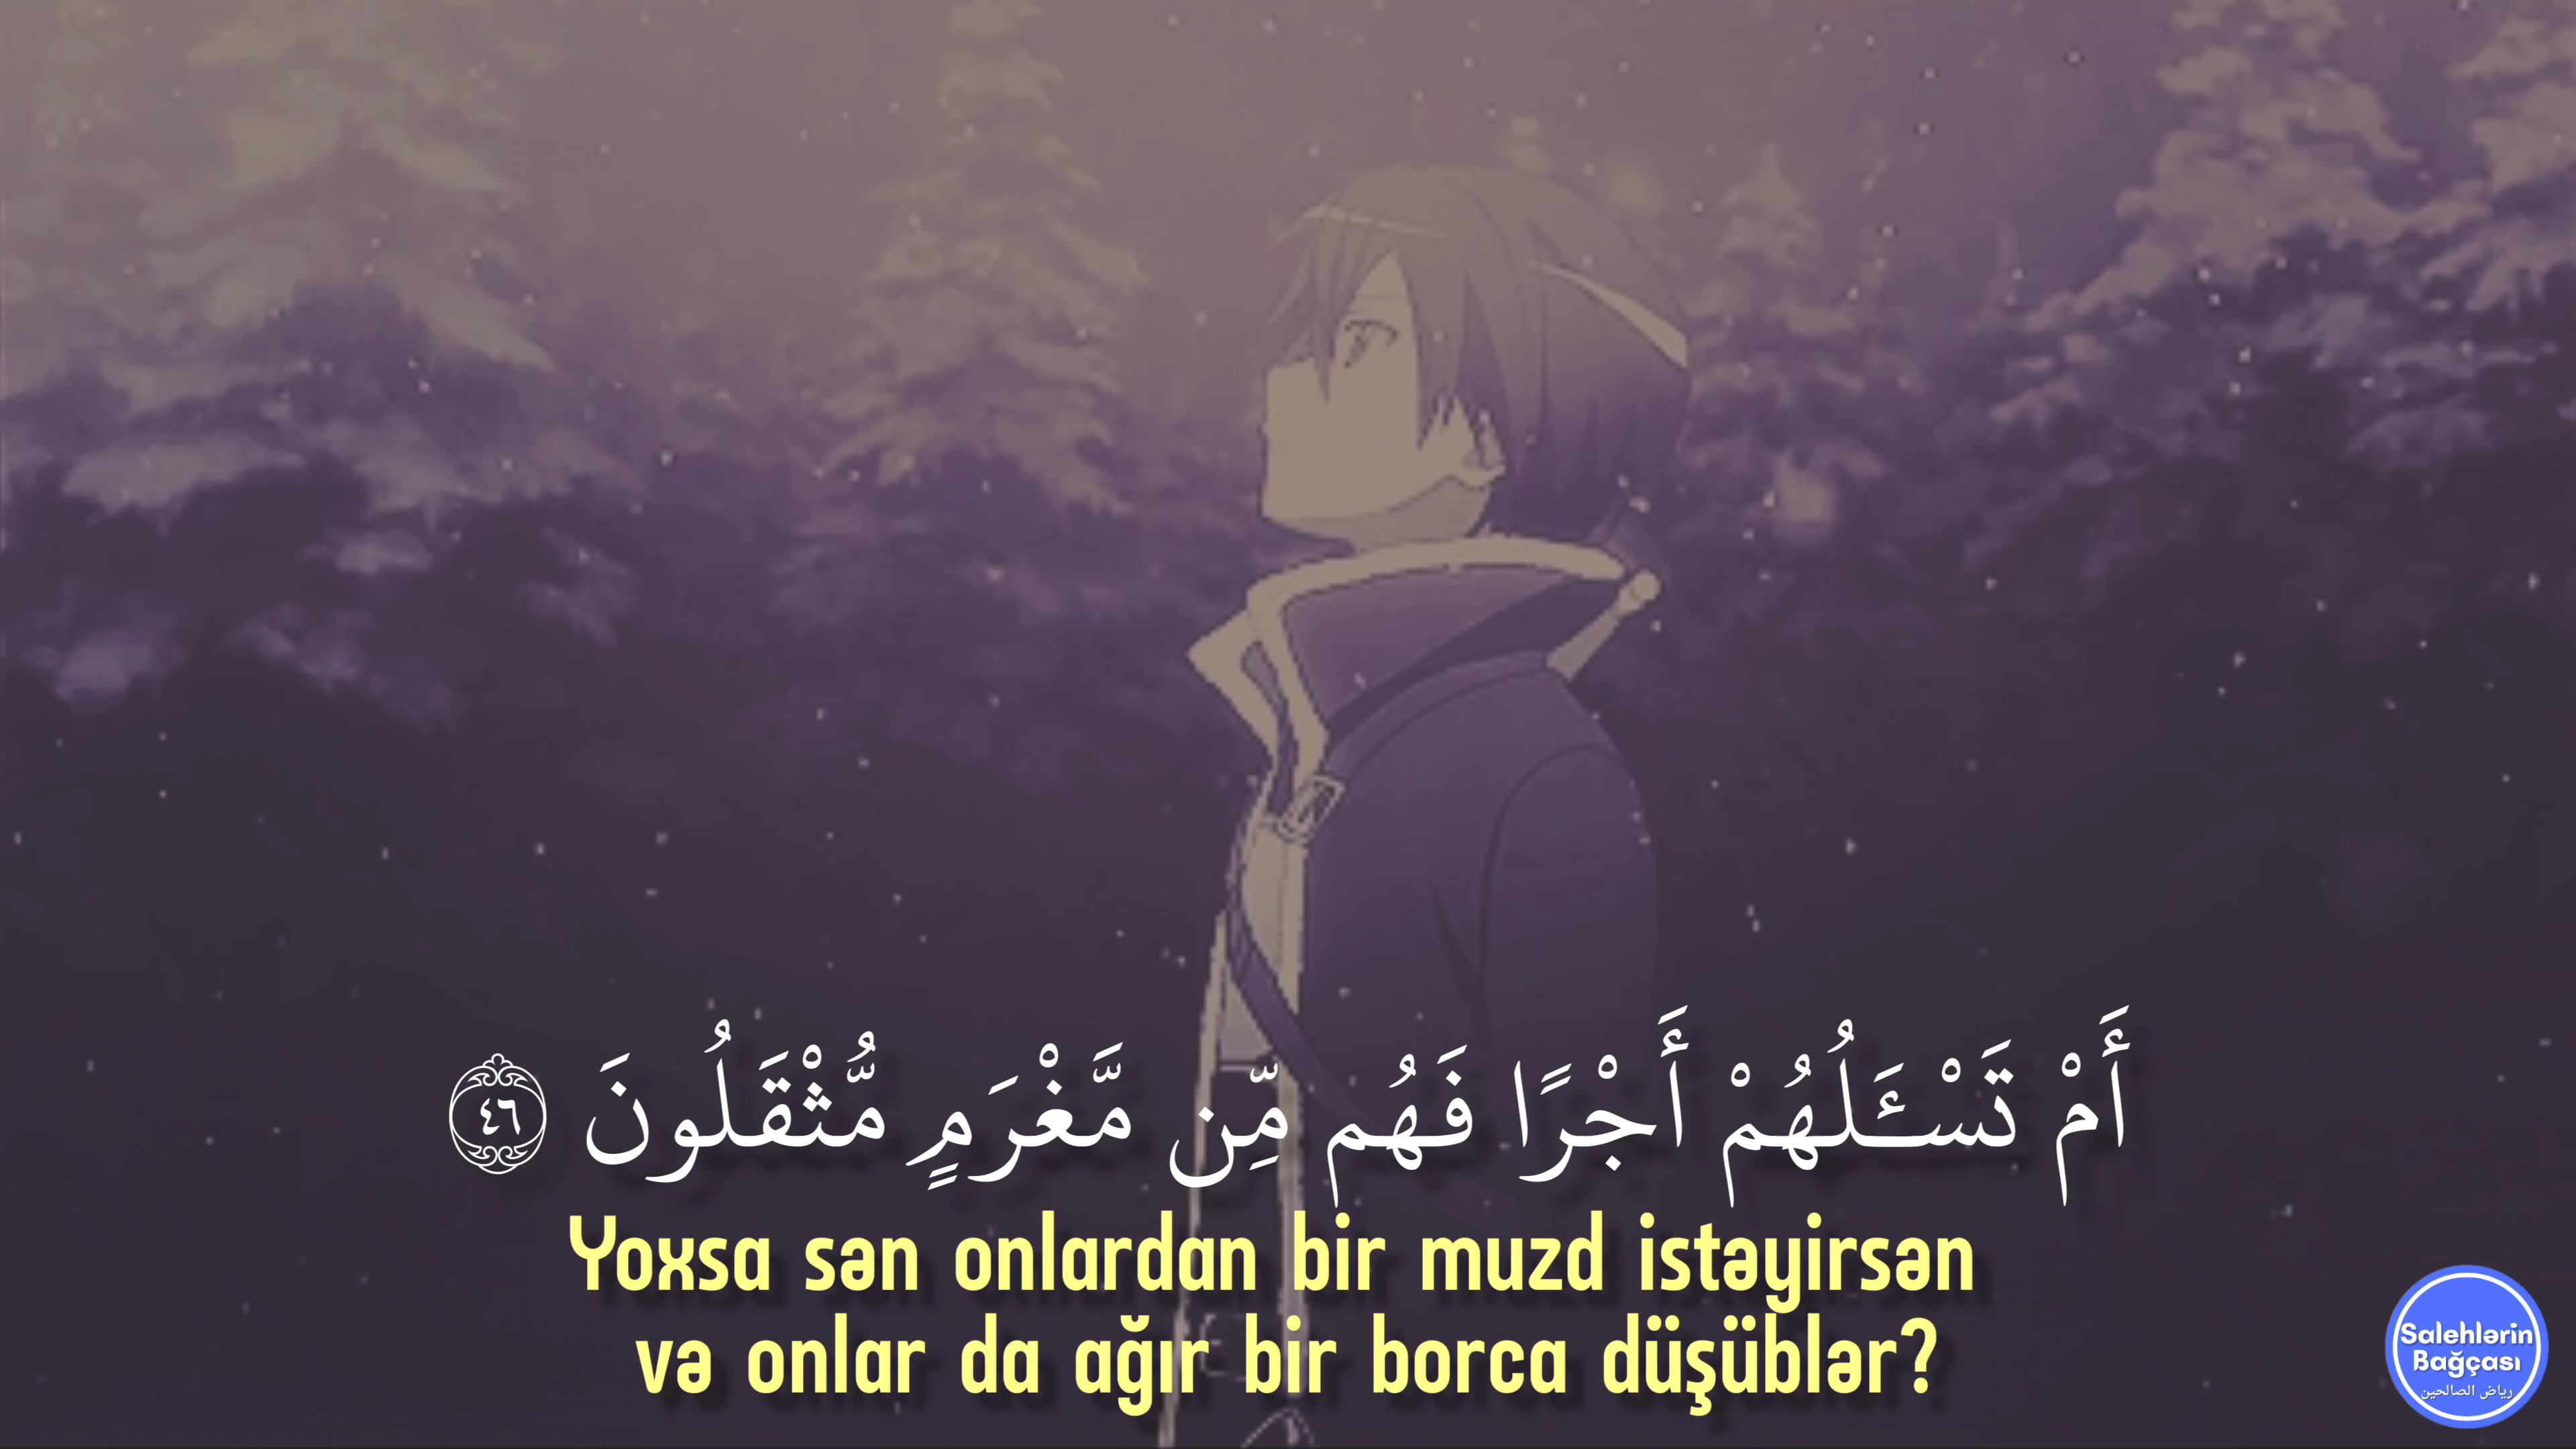 أَمْ تَسْـَٔلُهُمْ أَجْرًا فَهُم مِّن مَّغْرَمٍ مُّثْقَلُونَ ٤٦
Yoxsa sən onlardan bir muzd istəyirsən
və onlar da ağır bir borca düşüblər?
Salehlərin
Bağçası
رياض الصالحين